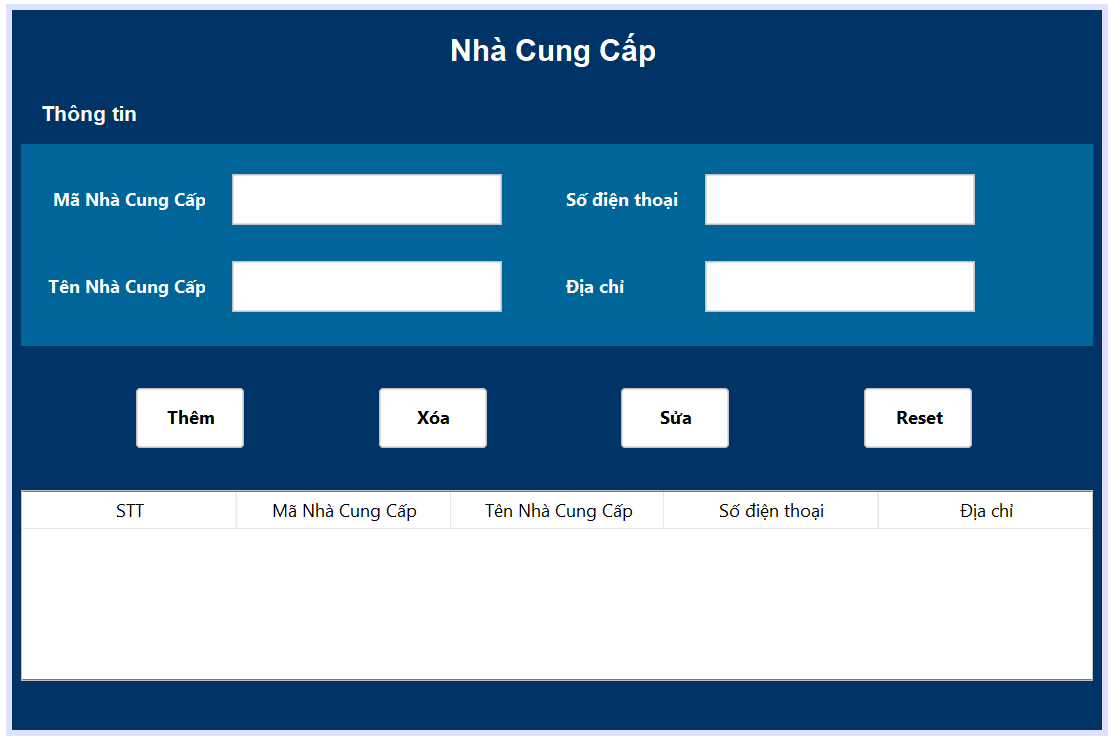 Nhà Cung Cấp
Thông tin
Mã Nhà Cung Cấp
Số điện thoại
Tên Nhà Cung Cấp
Địa chỉ
Thêm
Xóa
Sửa
Reset
STT
Mã Nhà Cung Cấp
Tên Nhà Cung Cấp
Số điện thoại
Địa chỉ